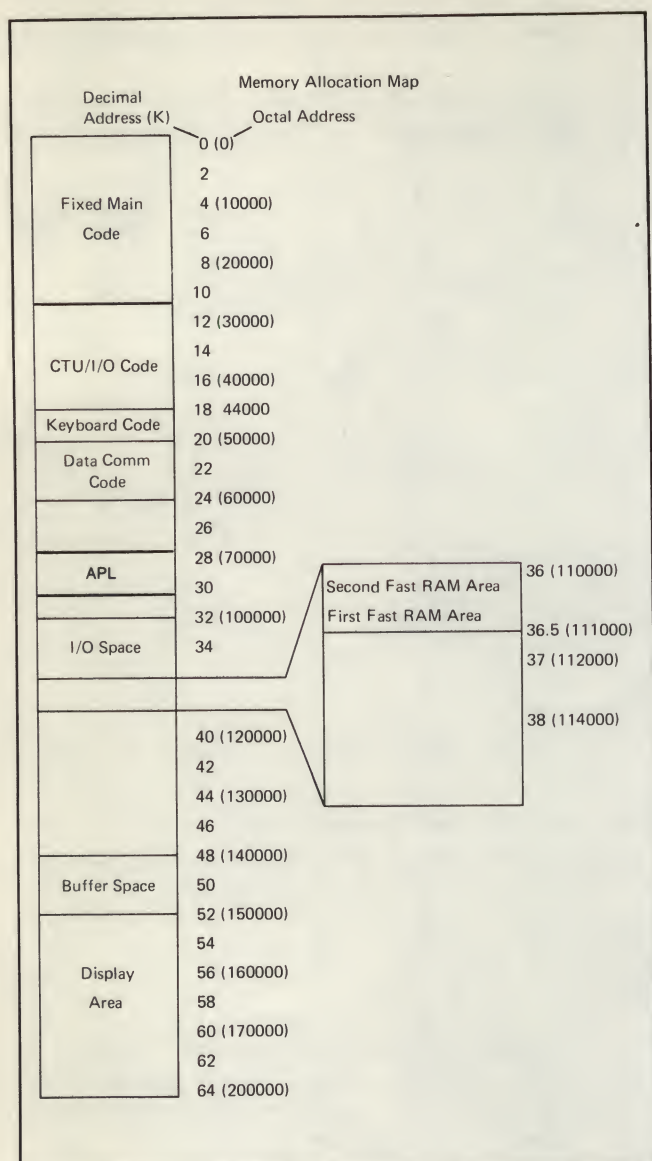 Memory Allocation Map
Decimal
Address (K)
Octal Address
0 (0)
2
Fixed Main
4 (10000)
Code
6
8 (20000)
10
12 (30000)
14
CTU/I/O Code
16 (40000)
18 44000
Keyboard Code
20 (50000)
Data Comm
Code
22
24 (60000)
26
28 (70000)
APL
30
32 (100000)
I/O Space
34
36 (110000)
Second Fast RAM Area
First Fast RAM Area
36.5 (111000)
37 (112000)
38 (114000)
40 (120000)
42
44 (130000)
46
48 (140000)
Buffer Space
50
52 (150000)
54
Display
56 (160000)
Area
58
60 (170000)
62
64 (200000)